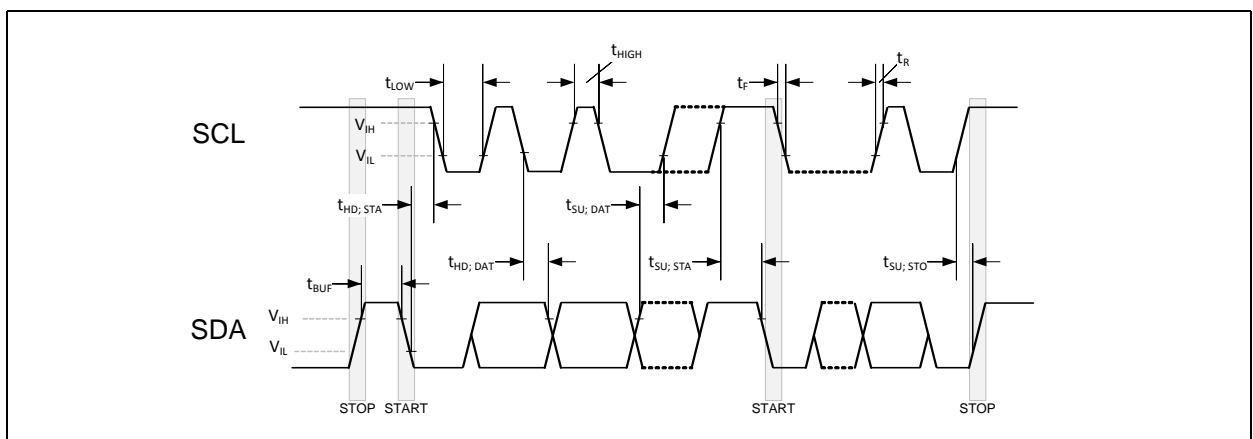 tHIGH
tR
tLOW
tF
SCL
VIH
VIL
tHD; STA
tSU; DAT
tHD; DAT
tSU; STA
tSU; STO
tBUF
SDA
VIH
VIL
STOP START START STOP